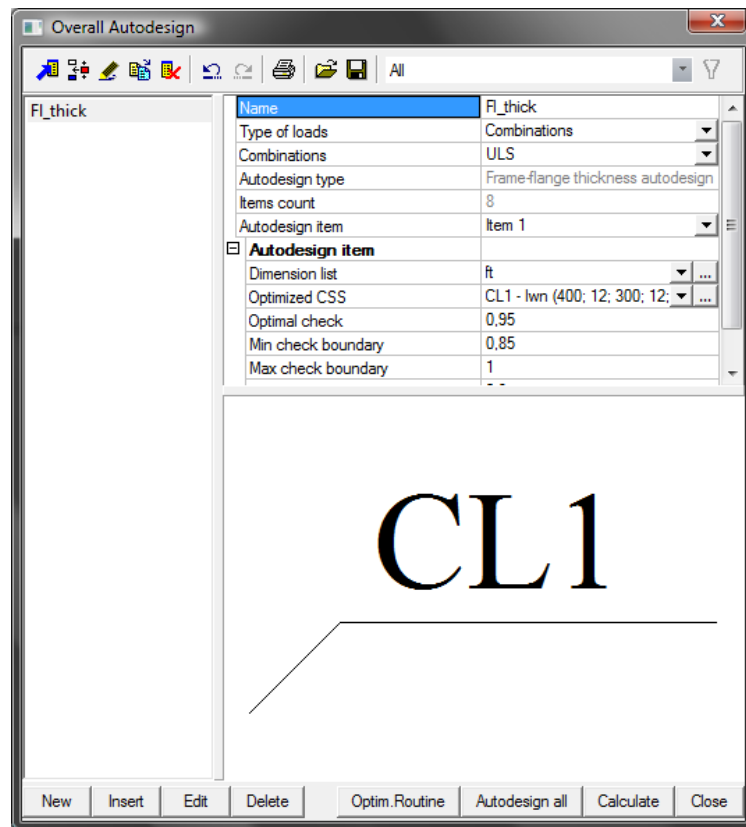 Overall Autodesign
All
Fl_thick
Name Fl_thick
Type of loads Combinations
Combinations ULS
Autodesign type Frame-flange thickness autodesign
Items count 8
Autodesign item Item 1
Autodesign item
Dimension list ft ...
Optimized CSS CL1 - Iwn (400; 12; 300; 12; ...
Optimal check 0,95
Min check boundary 0,85
Max check boundary 1
CL1
New Insert Edit Delete Optim.Routine Autodesign all Calculate Close